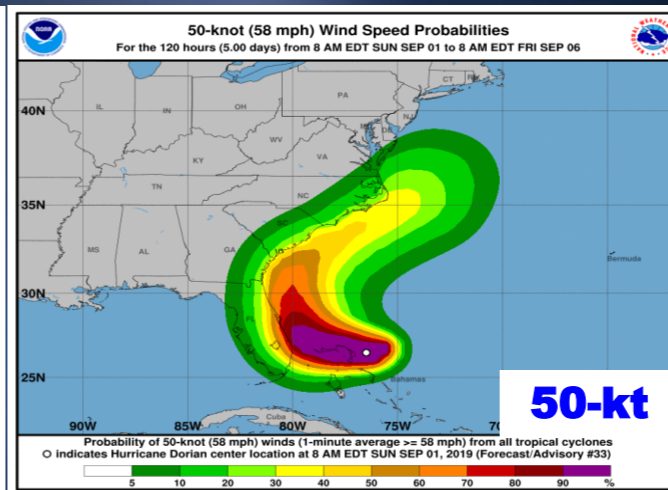 NOAA
50-knot (58 mph) Wind Speed Probabilities
For the 120 hours (5.00 days) from 8 AM EDT SUN SEP 01 to 8 AM EDT FRI SEP 06
40N
35N
30N
25N
IL
IN
OH
PA
NJ
CT
WV
VA
KY
TN
NC
SC
MS
AL
GA
FL
Bermuda
Bahamas
Cuba
90W
85W
80W
75W
50-kt
Probability of 50-knot (58 mph) winds (1-minute average >= 58 mph) from all tropical cyclones
O indicates Hurricane Dorian center location at 8 AM EDT SUN SEP 01, 2019 (Forecast/Advisory #33)
5 10 20 30 40 50 60 70 80 90 %